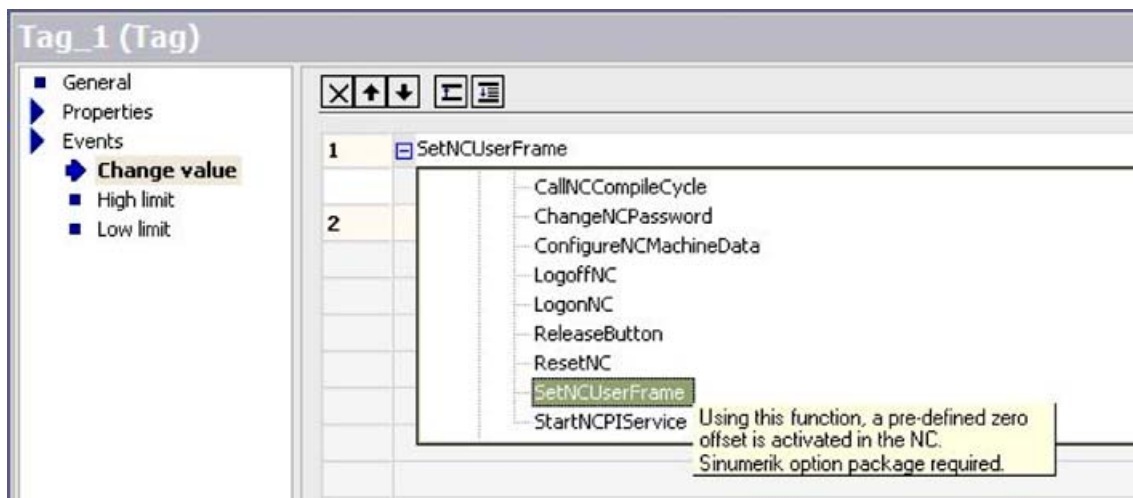 Tag_1 (Tag)
General
Properties
Events
Change value
High limit
Low limit
1
SetNCUserFrame
CallNCCompileCycle
ChangeNCPassword
2
ConfigureNCMachineData
LogoffNC
LogonNC
ReleaseButton
ResetNC
SetNCUserFrame
StartNCPIService
Using this function, a pre-defined zero
offset is activated in the NC.
Sinumerik option package required.